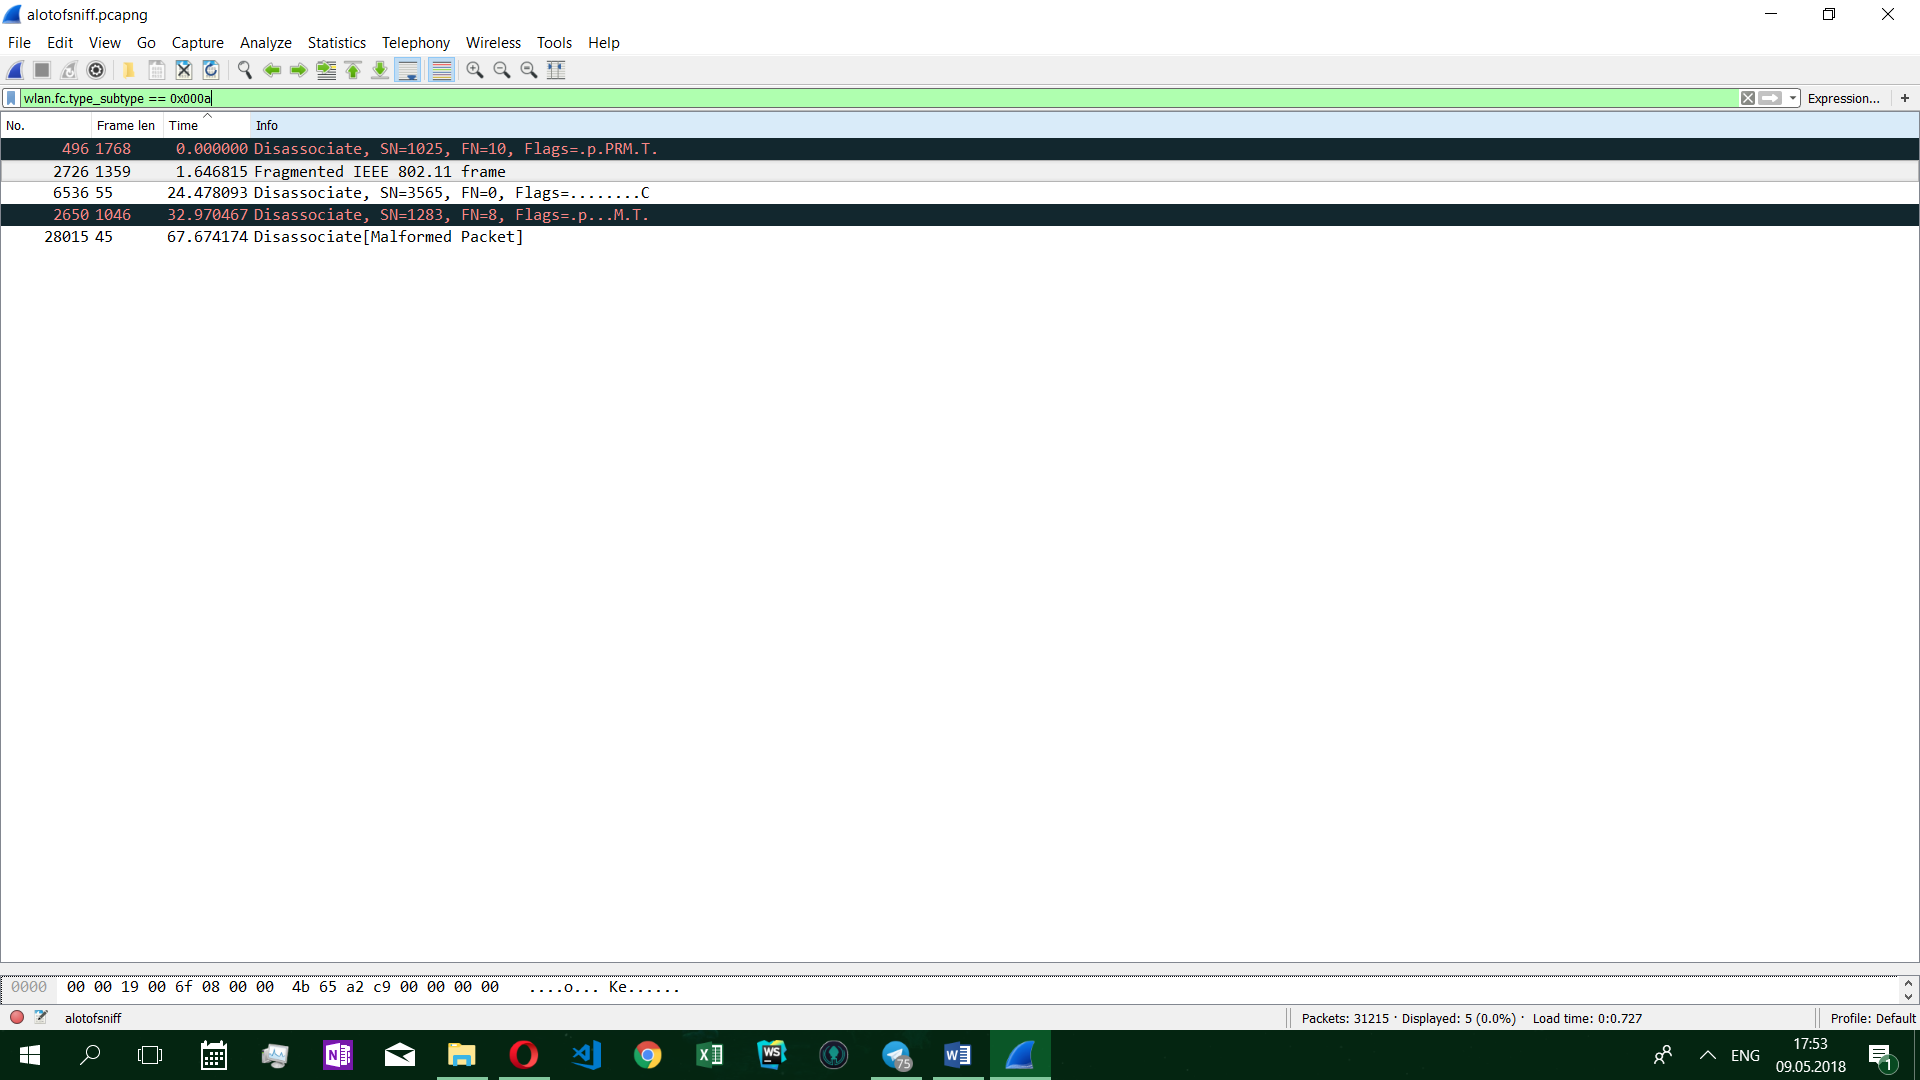 alotofsniff.pcapng
File Edit View Go Capture Analyze Statistics Telephony Wireless Tools Help
wlan.fc.type_subtype == 0x000a
Expression... +
No. Frame len Time Info
496 1768 0.000000 Disassociate, SN=1025, FN=10, Flags=.p.PRM.T.
2726 1359 1.646815 Fragmented IEEE 802.11 frame
6536 55 24.478093 Disassociate, SN=3565, FN=0, Flags=........C
2650 1046 32.970467 Disassociate, SN=1283, FN=8, Flags=.p...M.T.
28015 45 67.674174 Disassociate[Malformed Packet]
0000 00 00 19 00 6f 08 00 00 4b 65 a2 c9 00 00 00 00 ....o... Ke......
alotofsniff
Packets: 31215 · Displayed: 5 (0.0%) · Load time: 0:0.727
Profile: Default
N
X
WS
75
W
ENG
17:53
09.05.2018
1